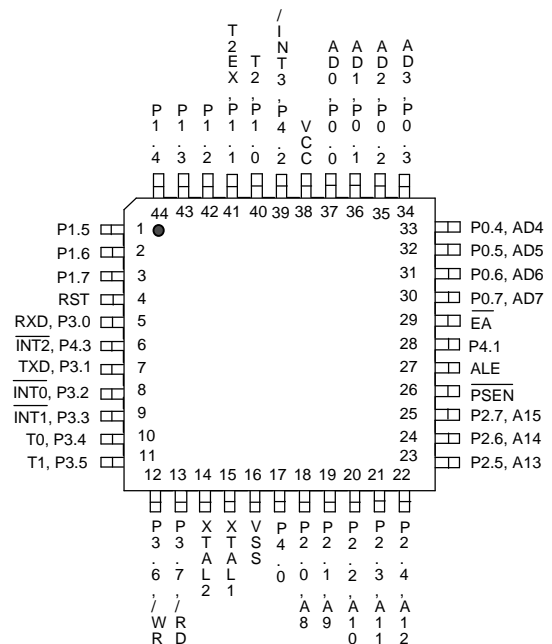 P1.4
P1.3
P1.2
T2EX,P1.1
T2,P1.0
/INT3,P4.2
VCC
AD0,P0.0
AD1,P0.1
AD2,P0.2
AD3,P0.3
44
43
42
41
40
39
38
37
36
35
34
P1.5
1
33
P0.4, AD4
P1.6
2
32
P0.5, AD5
P1.7
3
31
P0.6, AD6
RST
4
30
P0.7, AD7
RXD, P3.0
5
29
EA
INT2, P4.3
6
28
P4.1
TXD, P3.1
7
27
ALE
INT0, P3.2
8
26
PSEN
INT1, P3.3
9
25
P2.7, A15
T0, P3.4
10
24
P2.6, A14
T1, P3.5
11
23
P2.5, A13
12
13
14
15
16
17
18
19
20
21
22
P3.6,/WR
P3.7,/RD
XTAL2
XTAL1
VSS
P4.0
P2.0,A8
P2.1,A9
P2.2,A10
P2.3,A11
P2.4,A12